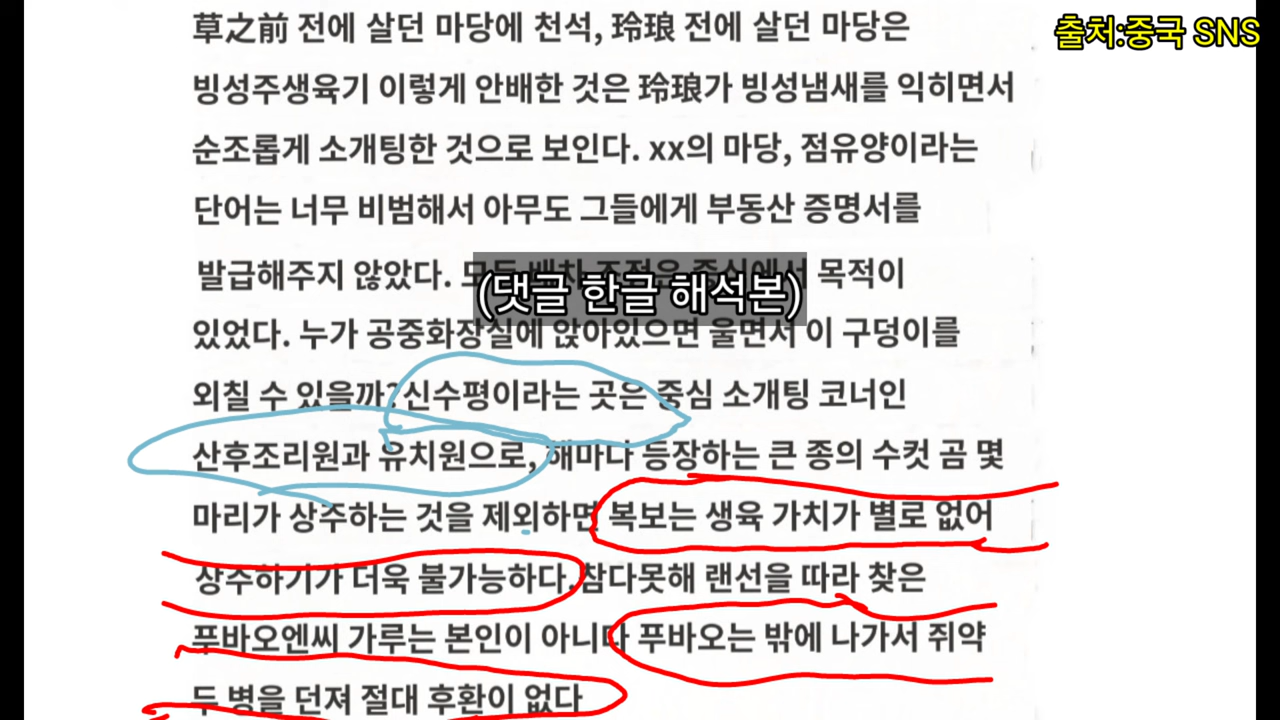 草之前 전에 살던 마당에 천석, 玲琅 전에 살던 마당은
출처:중국 SNS
빙성주생육기 이렇게 안배한 것은 玲琅가 빙성냄새를 익히면서
순조롭게 소개팅한 것으로 보인다. xx의 마당, 점유양이라는
단어는 너무 비범해서 아무도 그들에게 부동산 증명서를
발급해주지 않았다. 목적이
(댓글 한글 해석본)
있었다. 누가 공중화장실에 앉아있으면 울면서 이 구덩이를
외칠 수 있을까? 신수평이라는 곳은 중심 소개팅 코너인
산후조리원과 유치원으로, 해마다 등장하는 큰 종의 수컷 곰 몇
마리가 상주하는 것을 제외하면 복보는 생육 가치가 별로 없어
상주하기가 더욱 불가능하다. 참다못해 랜선을 따라 찾은
푸바오엔씨 가루는 본인이 아니다 푸바오는 밖에 나가서 쥐약
두 병을 던져 절대 후환이 없다